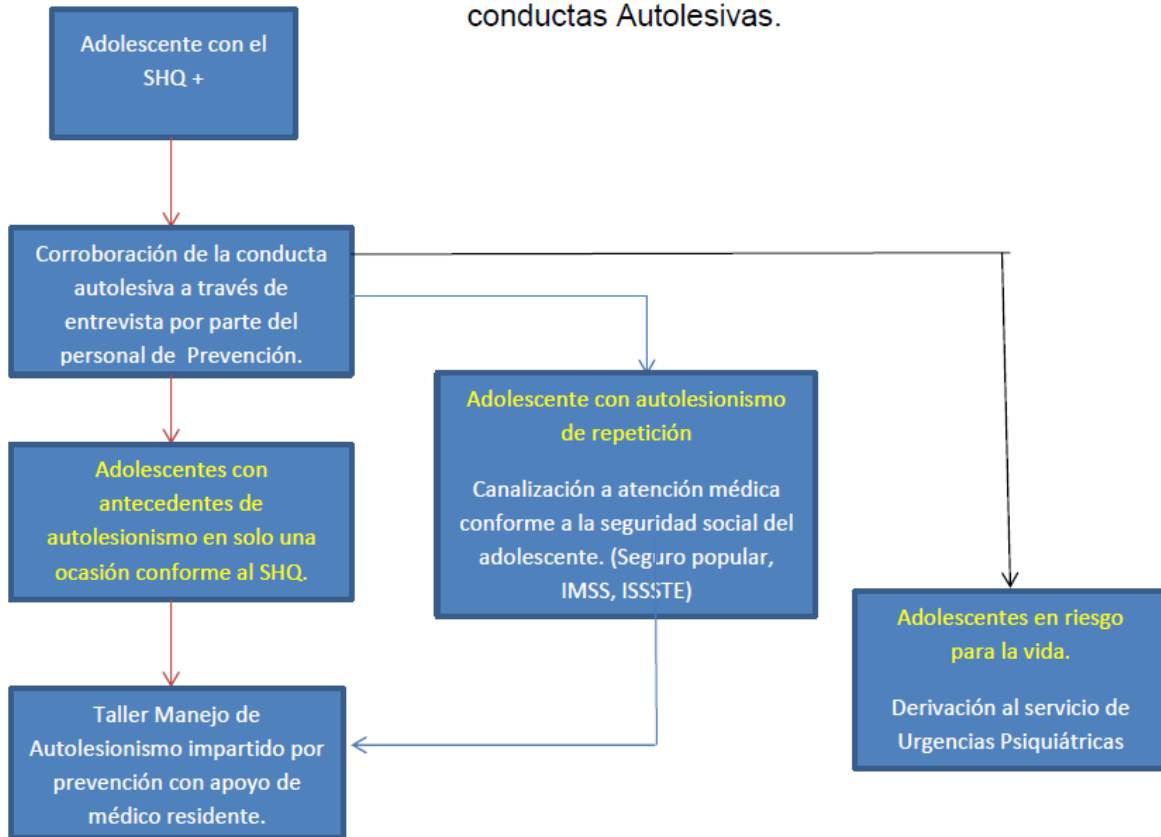 conductas Autolesivas.
Adolescente con el
SHQ +
Corroboración de la conducta
autolesiva a través de
entrevista por parte del
personal de Prevención.
Adolescentes con
antecedentes de
autolesionismo en solo una
ocasión conforme al SHQ.
Taller Manejo de
Autolesionismo impartido por
prevención con apoyo de
médico residente.
Adolescente con autolesionismo
de repetición
Canalización a atención médica
conforme a la seguridad social del
adolescente. (Seguro popular,
IMSS, ISSSTE)
Adolescentes en riesgo
para la vida.
Derivación al servicio de
Urgencias Psiquiátricas